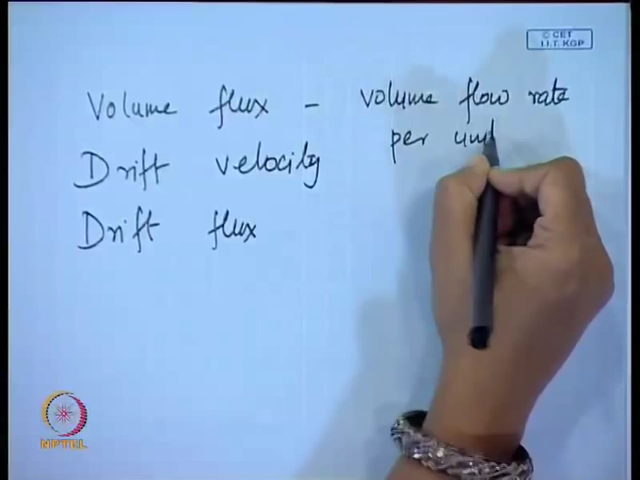 © CET
I.I.T. KGP
Volume flux - volume flow rate
per unit
Drift velocity
Drift flux
NPTEL